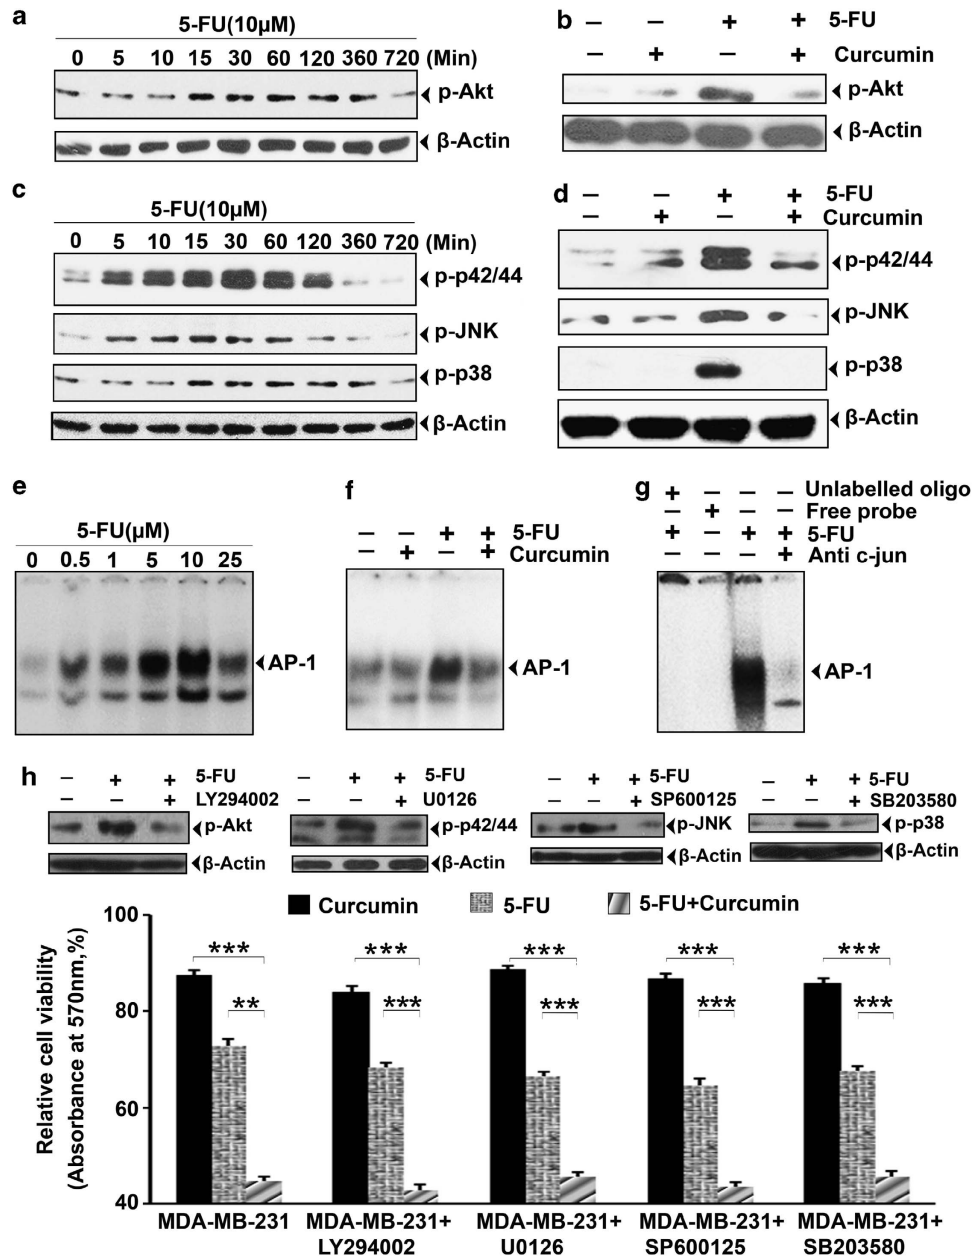 a
5-FU(10µM)
0 5 10 15 30 60 120 360 720 (Min)
p-Akt
β-Actin
b
− − + + 5-FU
− + − + Curcumin
p-Akt
β-Actin
c
5-FU(10µM)
0 5 10 15 30 60 120 360 720 (Min)
p-p42/44
p-JNK
p-p38
β-Actin
d
− − + + 5-FU
− + − + Curcumin
p-p42/44
p-JNK
p-p38
β-Actin
e
5-FU(µM)
0 0.5 1 5 10 25
AP-1
f
− − + + 5-FU
− + − + Curcumin
AP-1
g
+ − − − Unlabelled oligo
− + − − Free probe
+ − + + 5-FU
− − − + Anti c-jun
AP-1
h
− + + 5-FU
− − + LY294002
p-Akt
β-Actin
− + + 5-FU
− − + U0126
p-p42/44
β-Actin
− + + 5-FU
− − + SP600125
p-JNK
β-Actin
− + + 5-FU
− − + SB203580
p-p38
β-Actin
Curcumin 5-FU 5-FU+Curcumin
Relative cell viability
(Absorbance at 570nm,%)
100
80
60
40
*** *** *** *** ***
** *** *** *** ***
MDA-MB-231
MDA-MB-231+
LY294002
MDA-MB-231+
U0126
MDA-MB-231+
SP600125
MDA-MB-231+
SB203580